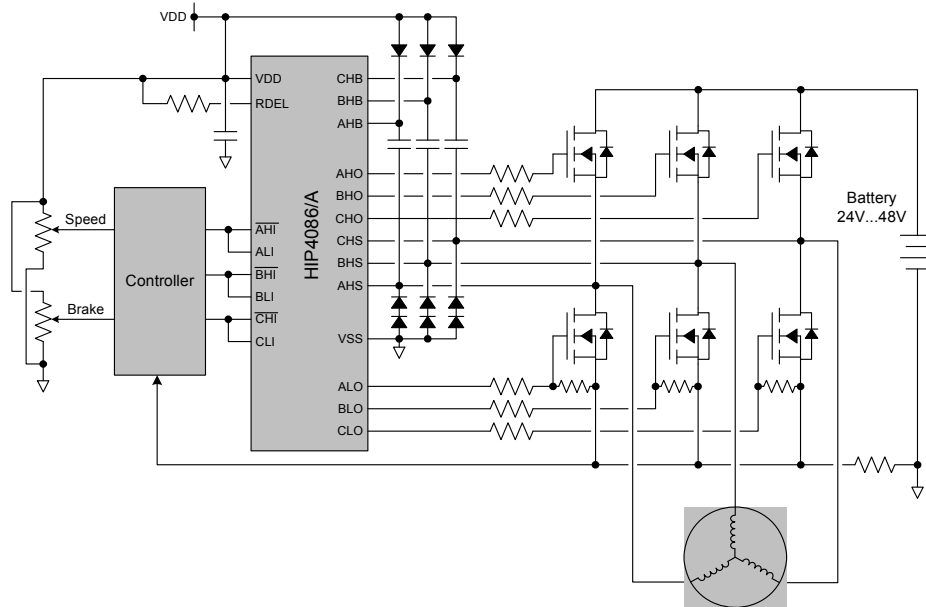 VDD
VDD
RDEL
CHB
BHB
AHB
AHO
BHO
CHO
CHS
BHS
AHS
VSS
ALO
BLO
CLO
AHI
ALI
BHI
BLI
CHI
CLI
HIP4086/A
Speed
Brake
Controller
Battery
24V...48V